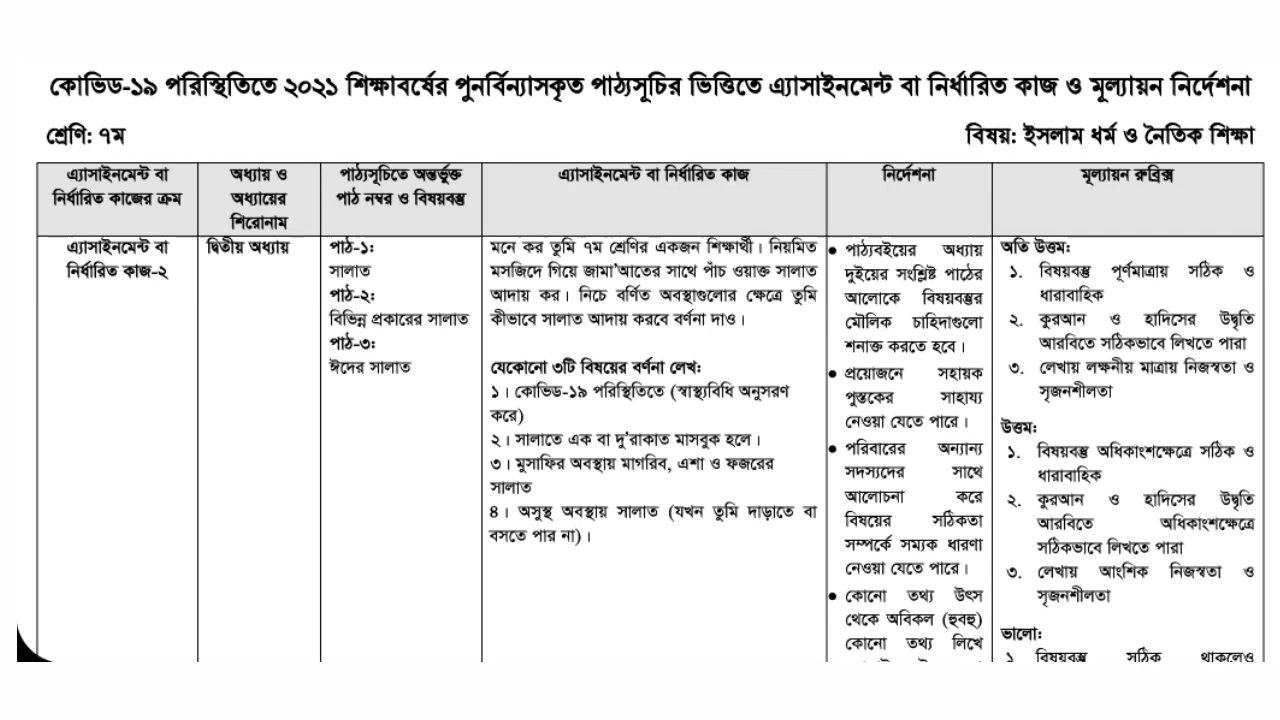 কোভিড-১৯ পরিস্থিতিতে ২০২১ শিক্ষাবর্ষের পুনর্বিন্যাসকৃত পাঠ্যসূচির ভিত্তিতে এ্যাসাইনমেন্ট বা নির্ধারিত কাজ ও মূল্যায়ন নির্দেশনা
শ্রেণি: ৭ম
বিষয়: ইসলাম ধর্ম ও নৈতিক শিক্ষা
এ্যাসাইনমেন্ট বা
নির্ধারিত কাজের ক্রম
অধ্যায় ও
অধ্যায়ের
শিরোনাম
পাঠ্যসূচিতে অন্তর্ভুক্ত
পাঠ নম্বর ও বিষয়বস্তু
এ্যাসাইনমেন্ট বা নির্ধারিত কাজ
নির্দেশনা
মূল্যায়ন রুব্রিক্স
এ্যাসাইনমেন্ট বা
নির্ধারিত কাজ-২
দ্বিতীয় অধ্যায়
পাঠ-১:
সালাত
পাঠ-২:
বিভিন্ন প্রকারের সালাত
পাঠ-৩:
ঈদের সালাত
মনে কর তুমি ৭ম শ্রেণির একজন শিক্ষার্থী। নিয়মিত
মসজিদে গিয়ে জামা'আতের সাথে পাঁচ ওয়াক্ত সালাত
আদায় কর। নিচে বর্ণিত অবস্থাগুলোর ক্ষেত্রে তুমি
কীভাবে সালাত আদায় করবে বর্ণনা দাও।
যেকোনো ৩টি বিষয়ের বর্ণনা লেখ:
১। কোভিড-১৯ পরিস্থিতিতে (স্বাস্থ্যবিধি অনুসরণ
করে)
২। সালাতে এক বা দু'রাকাত মাসবুক হলে।
৩। মুসাফির অবস্থায় মাগরিব, এশা ও ফজরের
সালাত
৪। অসুস্থ অবস্থায় সালাত (যখন তুমি দাড়াতে বা
বসতে পার না)।
• পাঠ্যবইয়ের অধ্যায়
দুইয়ের সংশ্লিষ্ট পাঠের
আলোকে বিষয়বস্তুর
মৌলিক চাহিদাগুলো
শনাক্ত করতে হবে।
• প্রয়োজনে সহায়ক
পুস্তকের সাহায্য
নেওয়া যেতে পারে।
• পরিবারের অন্যান্য
সদস্যদের সাথে
আলোচনা করে
বিষয়ের সঠিকতা
সম্পর্কে সম্যক ধারণা
নেওয়া যেতে পারে।
• কোনো তথ্য উৎস
থেকে অবিকল (হুবহু)
কোনো তথ্য লিখে
অতি উত্তম:
১. বিষয়বস্তু পূর্ণমাত্রায় সঠিক ও
ধারাবাহিক
২. কুরআন ও হাদিসের উদ্ধৃতি
আরবিতে সঠিকভাবে লিখতে পারা
৩. লেখায় লক্ষনীয় মাত্রায় নিজস্বতা ও
সৃজনশীলতা
উত্তম:
১. বিষয়বস্তু অধিকাংশক্ষেত্রে সঠিক ও
ধারাবাহিক
২. কুরআন ও হাদিসের উদ্ধৃতি
আরবিতে অধিকাংশক্ষেত্রে
সঠিকভাবে লিখতে পারা
৩. লেখায় আংশিক নিজস্বতা ও
সৃজনশীলতা
ভালো:
১. বিষয়বস্তু সঠিক থাকলেও